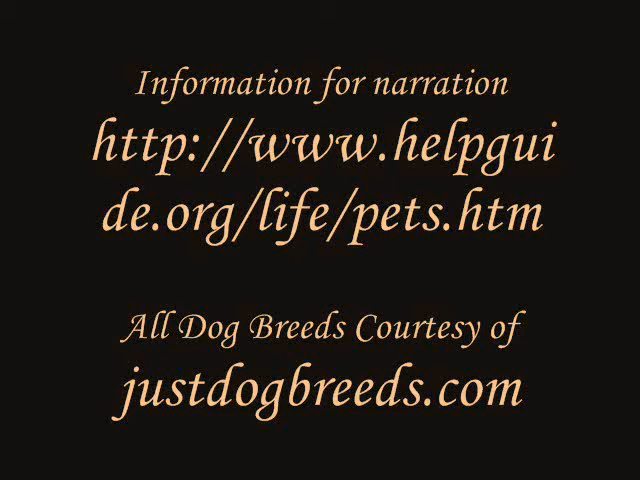 Information for narration
http://www.helpgui
de.org/life/pets.htm
All Dog Breeds Courtesy of
justdogbreeds.com